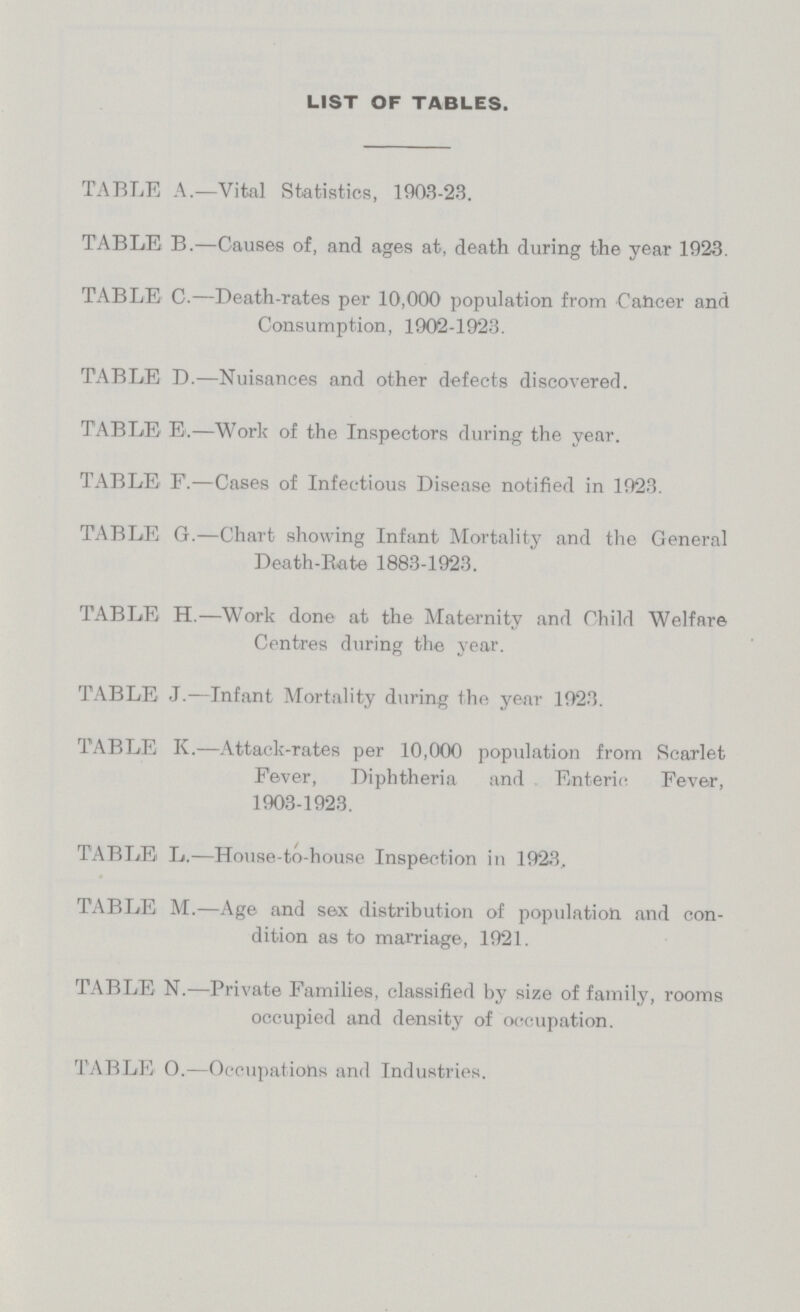 LIST OF TABLES.
TABLE A.—Vital Statistics, 1903-23.
TABLE B.—Causes of, and ages at, death during the year 1923.
TABLE C.—Death-rates per 10,000 population from Cancer and
Consumption, 1902-1923.
TABLE D.—Nuisances and other defects discovered.
TABLE E.—Work of the Inspectors during the year.
TABLE F.—Cases of Infectious Disease notified in 1923.
TABLE G.—Chart showing Infant Mortality and the General
Death-Rate 1883-1923.
TABLE H.—Work done at the Maternity and Child Welfare
Centres during the year.
TABLE J.—Infant Mortality during the year 1923.
TABLE K.—Attack-rates per 10,000 population from Scarlet
Fever, Diphtheria and Enteric Fever,
1903-1923.
TABLE L.—House-to-house Inspection in 1923.
TABLE M.—Age and sex distribution of population and con-
dition as to marriage, 1921.
TABLE N.—Private Families, classified by size of family, rooms
occupied and density of occupation.
TABLE O.—Occupations and Industries.